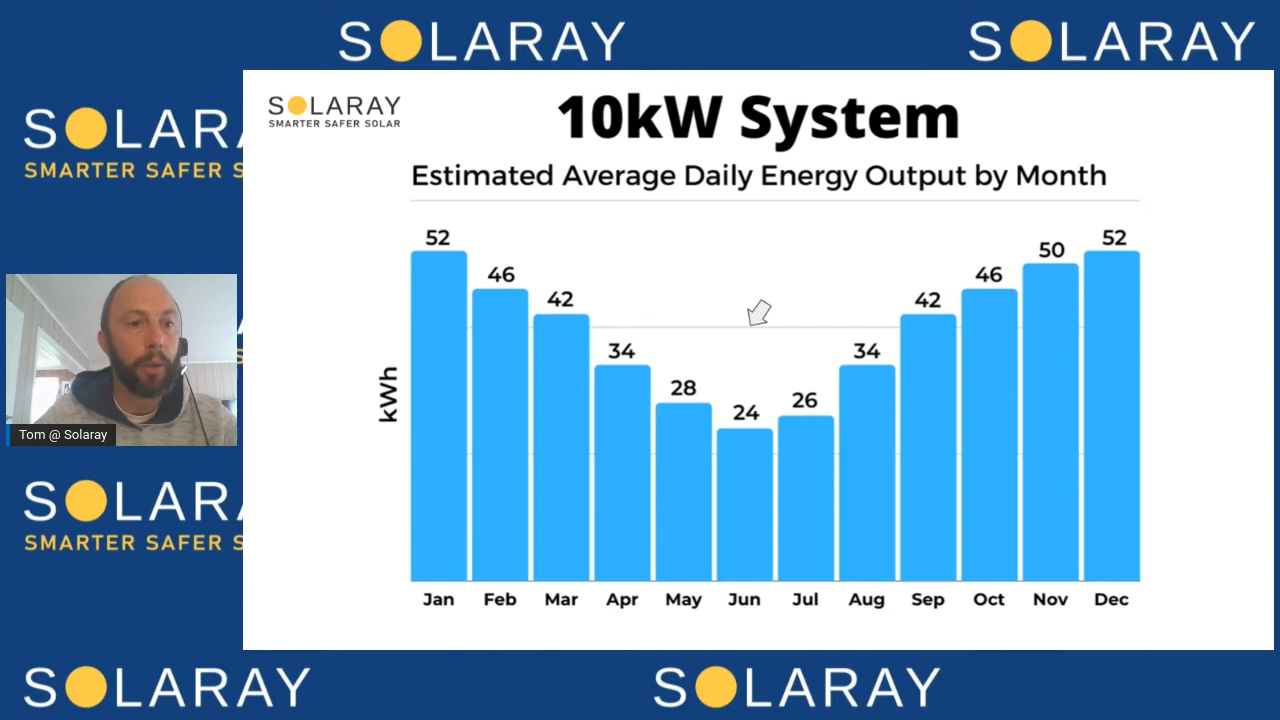 SOLARAY
SOLARAY
SOLARAY
SMARTER SAFER SOLAR
10kW System
SOLARA
SMARTER SAFER S
Estimated Average Daily Energy Output by Month
kWh
52
46
42
34
28
24
26
34
42
46
50
52
Jan
Feb
Mar
Apr
May
Jun
Jul
Aug
Sep
Oct
Nov
Dec
Tom @ Solaray
SOLARA
SMARTER SAFER S
SOLARAY
SOLARAY